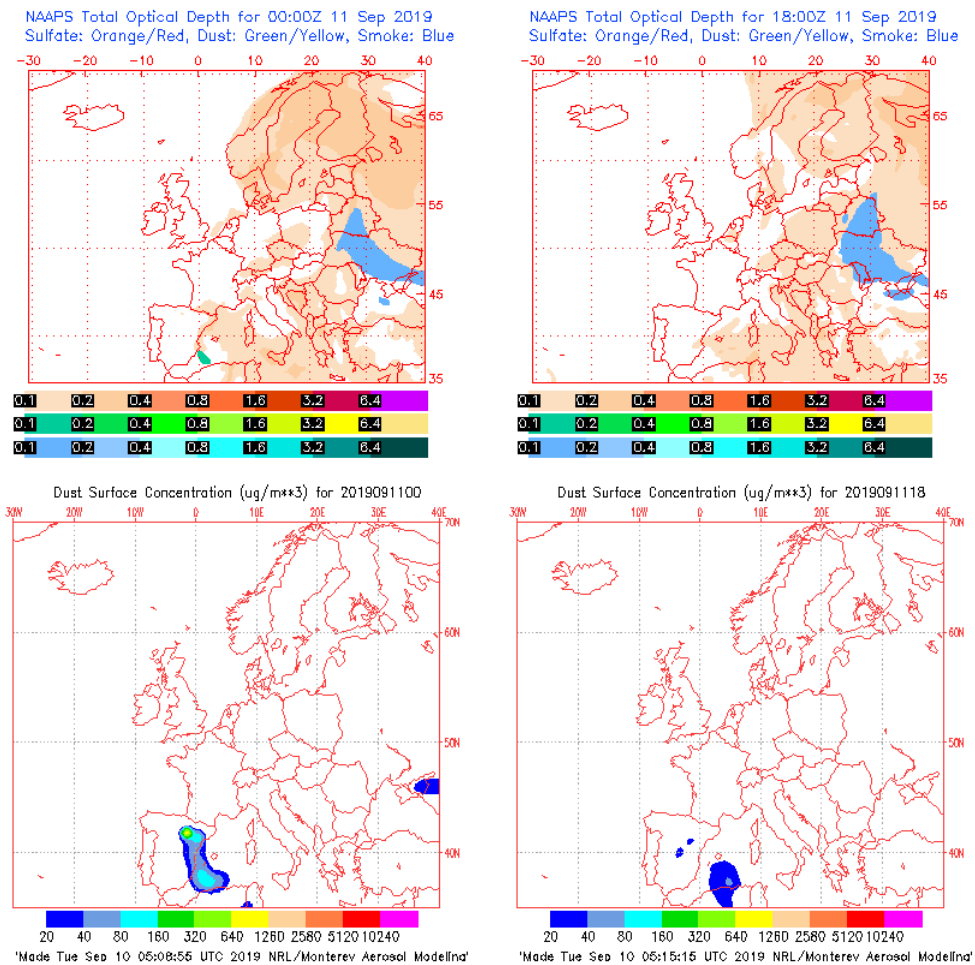 NAAPS Total Optical Depth for 00:00Z 11 Sep 2019
Sulfate: Orange/Red, Dust: Green/Yellow, Smoke: Blue
-30 -20 -10 0 10 20 30 40
65
55
45
35
0.1 0.2 0.4 0.8 1.6 3.2 6.4
0.1 0.2 0.4 0.8 1.6 3.2 6.4
0.1 0.2 0.4 0.8 1.6 3.2 6.4
NAAPS Total Optical Depth for 18:00Z 11 Sep 2019
Sulfate: Orange/Red, Dust: Green/Yellow, Smoke: Blue
-30 -20 -10 0 10 20 30 40
65
55
45
35
0.1 0.2 0.4 0.8 1.6 3.2 6.4
0.1 0.2 0.4 0.8 1.6 3.2 6.4
0.1 0.2 0.4 0.8 1.6 3.2 6.4
Dust Surface Concentration (ug/m**3) for 2019091100
30W 20W 10W 0 10E 20E 30E 40E
70N
60N
50N
40N
20 40 80 160 320 640 1280 2560 5120 10240
'Made Tue Sep 10 05:08:55 UTC 2019 NRL/Monterey Aerosol Modeling'
Dust Surface Concentration (ug/m**3) for 2019091118
30W 20W 10W 0 10E 20E 30E 40E
70N
60N
50N
40N
20 40 80 160 320 640 1280 2560 5120 10240
'Made Tue Sep 10 05:15:15 UTC 2019 NRL/Monterey Aerosol Modeling'